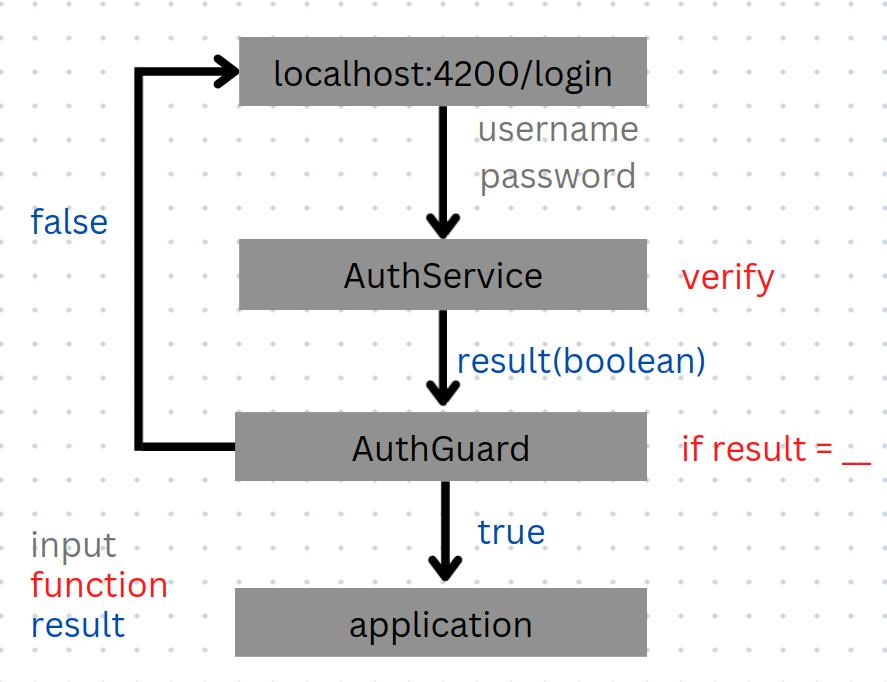 localhost:4200/login
username
password
false
AuthService
verify
result(boolean)
AuthGuard
if result = __
true
input
function
result
application